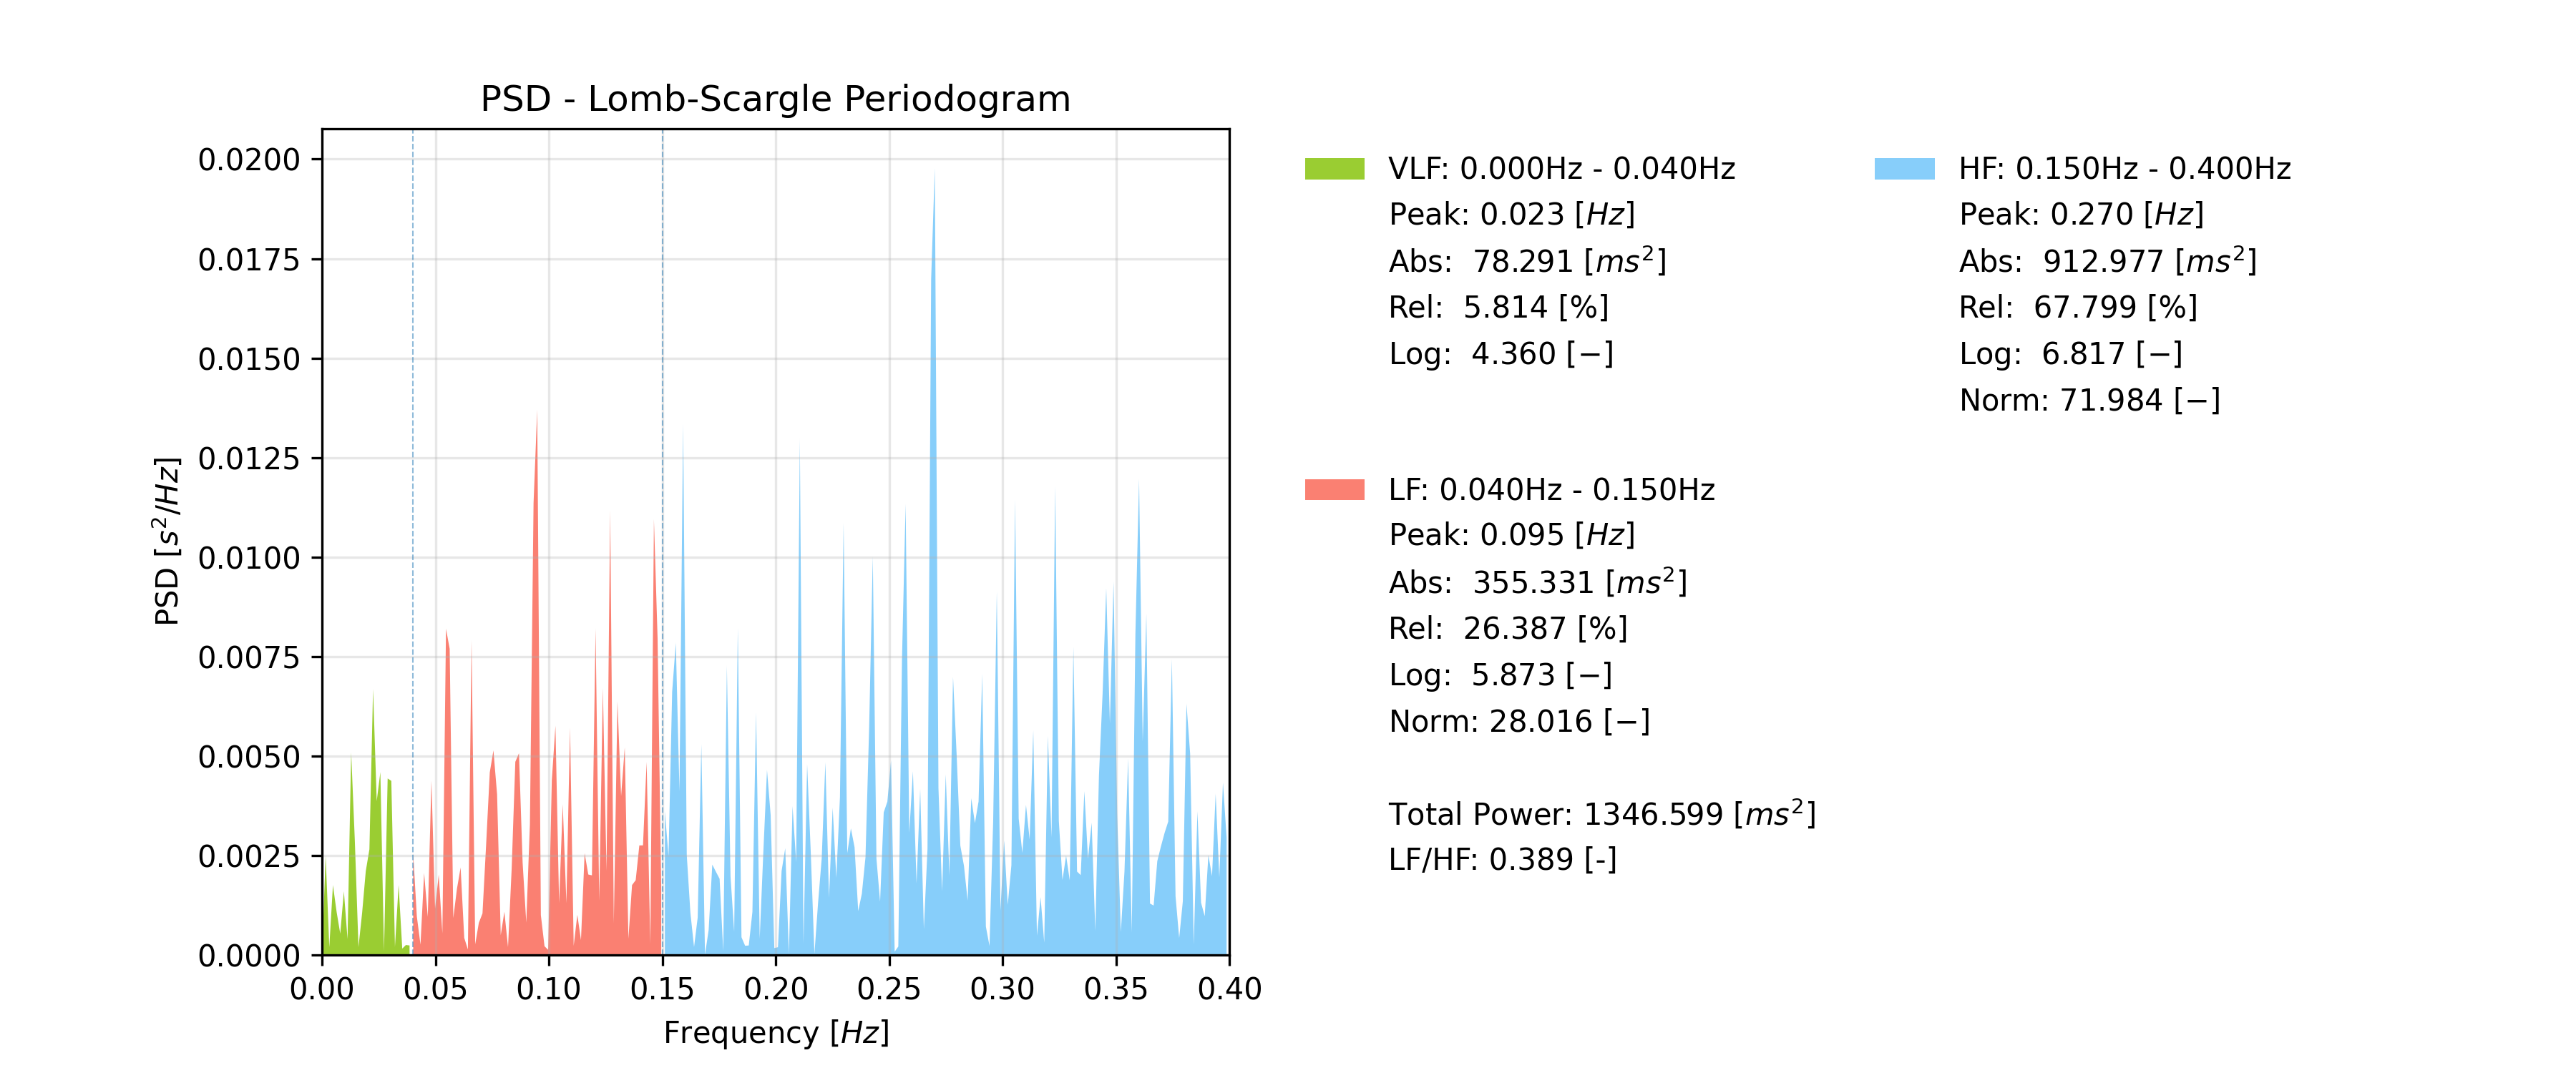 PSD - Lomb-Scargle Periodogram
PSD [s²/Hz]
0.0200
0.0175
0.0150
0.0125
0.0100
0.0075
0.0050
0.0025
0.0000
0.00 0.05 0.10 0.15 0.20 0.25 0.30 0.35 0.40
Frequency [Hz]
VLF: 0.000Hz - 0.040Hz
Peak: 0.023 [Hz]
Abs: 78.291 [ms²]
Rel: 5.814 [%]
Log: 4.360 [−]
LF: 0.040Hz - 0.150Hz
Peak: 0.095 [Hz]
Abs: 355.331 [ms²]
Rel: 26.387 [%]
Log: 5.873 [−]
Norm: 28.016 [−]
Total Power: 1346.599 [ms²]
LF/HF: 0.389 [-]
HF: 0.150Hz - 0.400Hz
Peak: 0.270 [Hz]
Abs: 912.977 [ms²]
Rel: 67.799 [%]
Log: 6.817 [−]
Norm: 71.984 [−]